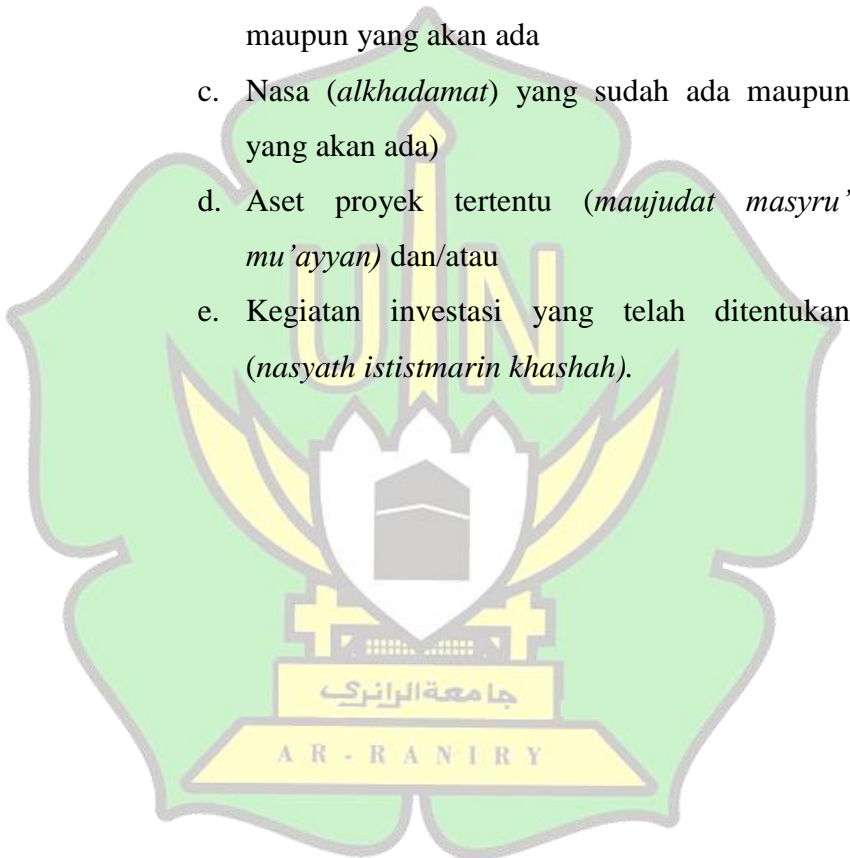 maupun yang akan ada
c. Nasa (alkhadamat) yang sudah ada maupun
yang akan ada)
d. Aset proyek tertentu (maujudat masyru’
mu’ayyan) dan/atau
e. Kegiatan investasi yang telah ditentukan
(nasyath ististmarin khashah).
UIN
جامعة الرانري
AR-RANIRY